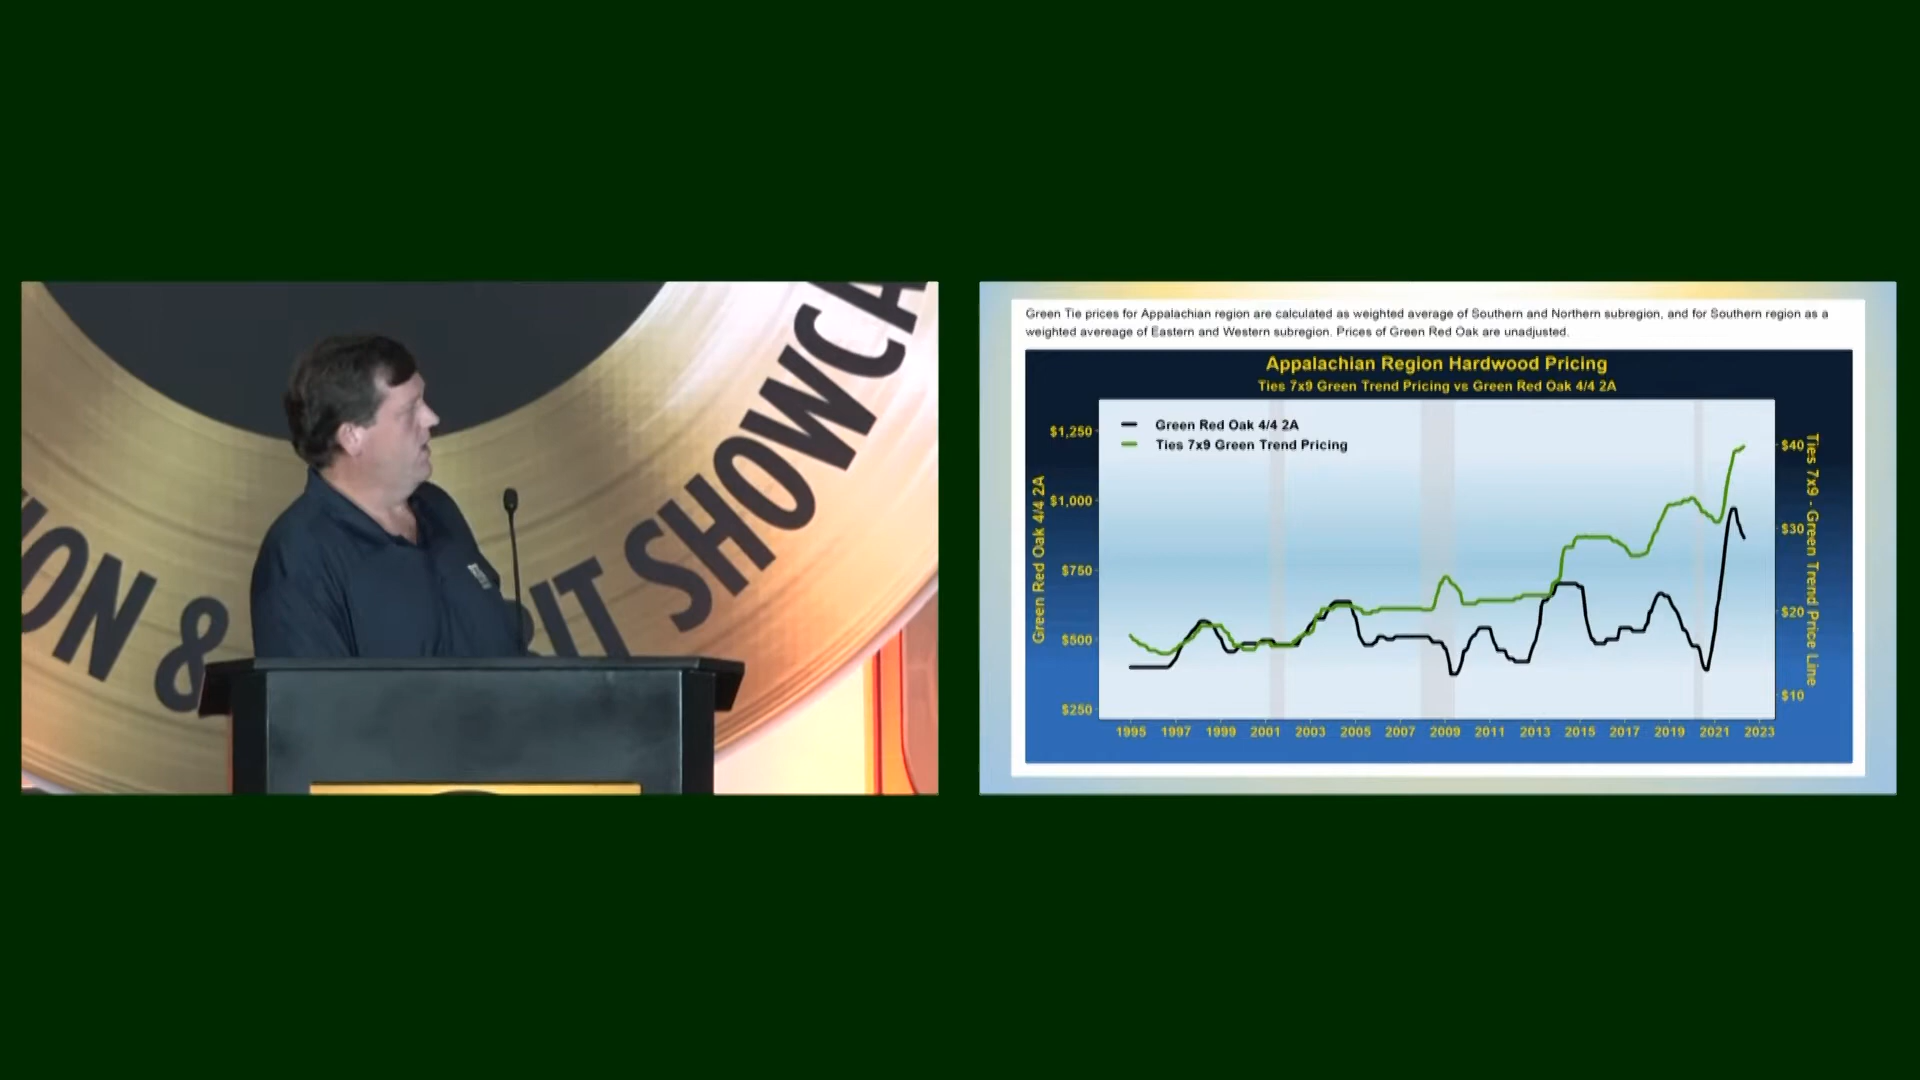 ION &
BIT SHOWCA
Green Tie prices for Appalachian region are calculated as weighted average of Southern and Northern subregion, and for Southern region as a
weighted avereage of Eastern and Western subregion. Prices of Green Red Oak are unadjusted.
Appalachian Region Hardwood Pricing
Ties 7x9 Green Trend Pricing vs Green Red Oak 4/4 2A
Green Red Oak 4/4 2A
Ties 7x9 Green Trend Pricing
Green Red Oak 4/4 2A
$1,250
$1,000
$750
$500
$250
$40
$30
$20
$10
Ties 7x9 - Green Trend Price Line
1995 1997 1999 2001 2003 2005 2007 2009 2011 2013 2015 2017 2019 2021 2023